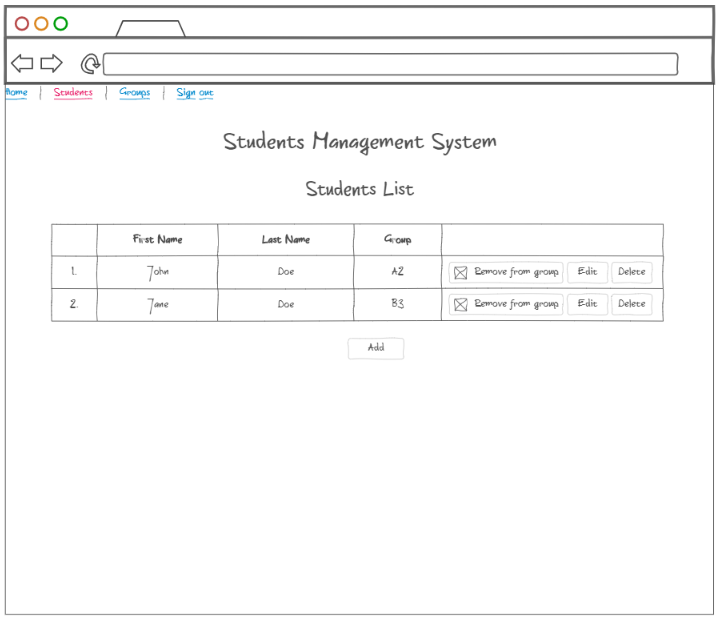 Home | Students | Groups | Sign out
Students Management System
Students List
First Name Last Name Group
1. John Doe A2 Remove from group Edit Delete
2. Jane Doe B3 Remove from group Edit Delete
Add